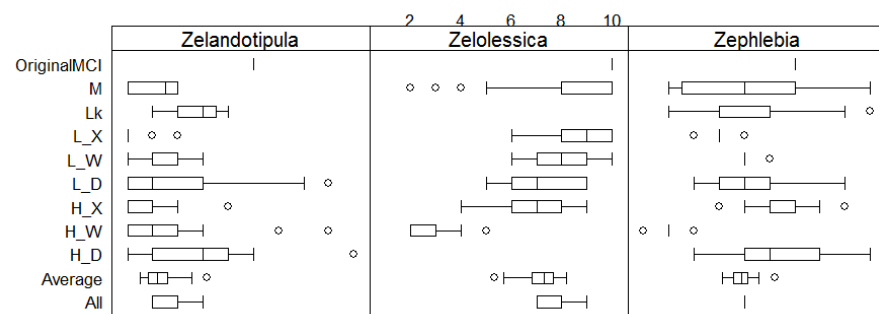 2 4 6 8 10
Zelandotipula Zelolessica Zephlebia
OriginalMCI
M
Lk
L_X
L_W
L_D
H_X
H_W
H_D
Average
All